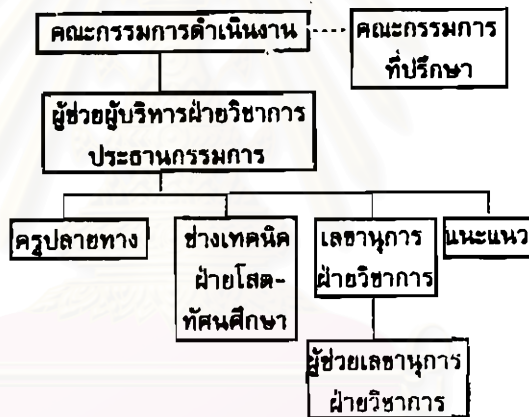 คณะกรรมการดำเนินงาน
คณะกรรมการ
ที่ปรึกษา
ผู้ช่วยผู้บริหารฝ่ายวิชาการ
ประธานกรรมการ
ครูปลายทาง
ช่างเทคนิค
ฝ่ายโสต-
ทัศนศึกษา
เลขานุการ
ฝ่ายวิชาการ
แนะแนว
ผู้ช่วยเลขานุการ
ฝ่ายวิชาการ